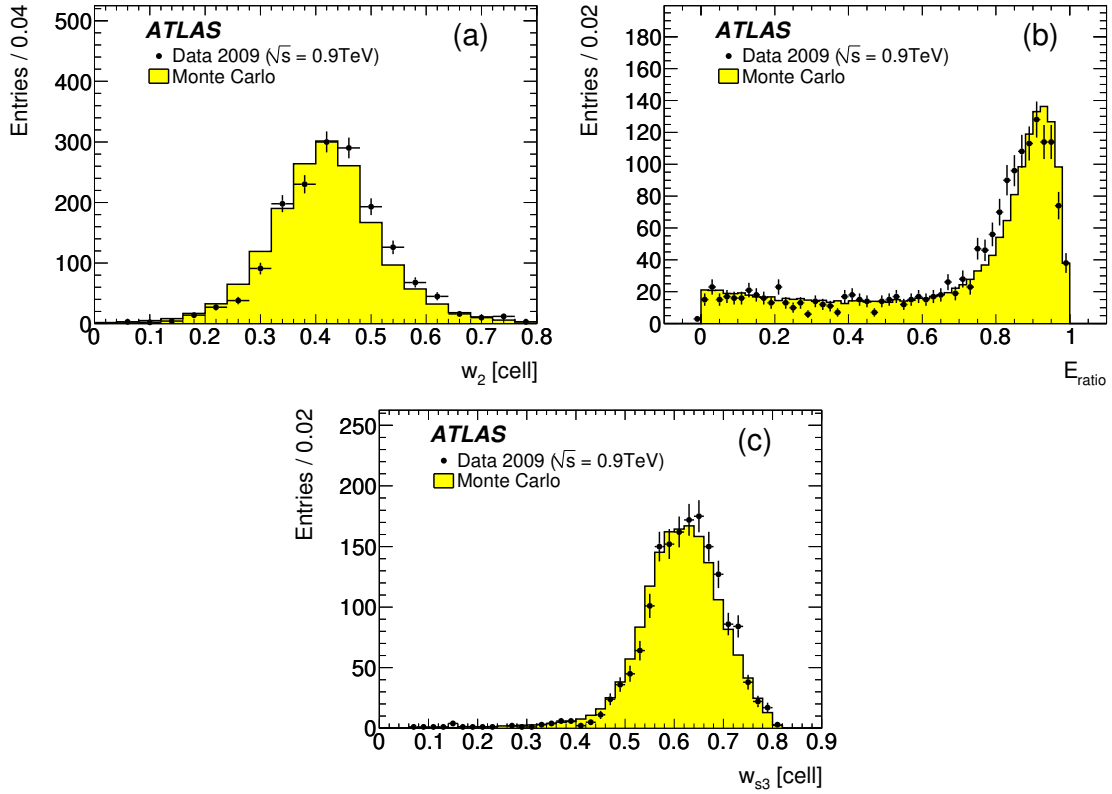 Entries / 0.04
500
400
300
200
100
0
ATLAS
(a)
Data 2009 (√s = 0.9TeV)
Monte Carlo
0 0.1 0.2 0.3 0.4 0.5 0.6 0.7 0.8
w2 [cell]
Entries / 0.02
180
160
140
120
100
80
60
40
20
0
ATLAS
(b)
Data 2009 (√s = 0.9TeV)
Monte Carlo
0 0.2 0.4 0.6 0.8 1
Eratio
Entries / 0.02
250
200
150
100
50
0
ATLAS
(c)
Data 2009 (√s = 0.9TeV)
Monte Carlo
0 0.1 0.2 0.3 0.4 0.5 0.6 0.7 0.8 0.9
ws3 [cell]